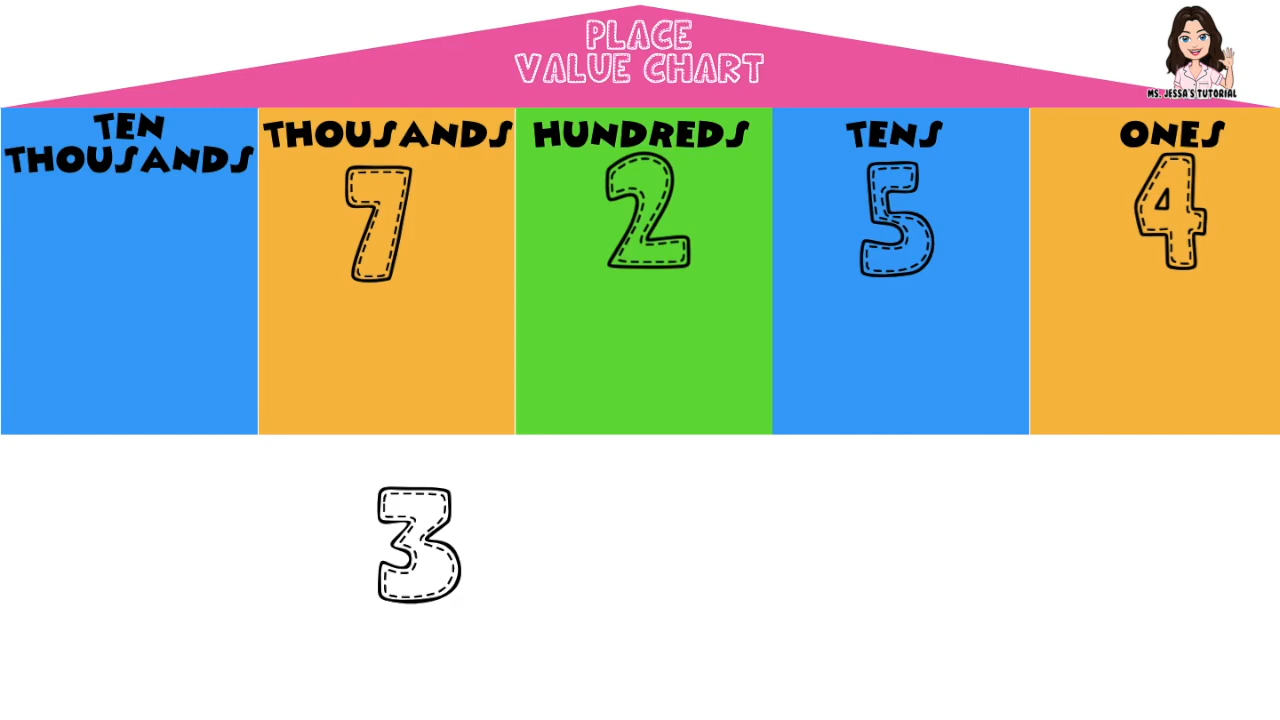 PLACE
VALUE CHART
MS. JESSA'S TUTORIAL
TEN
THOUSANDS
THOUSANDS
HUNDREDS
TENS
ONES
7
2
5
4
3